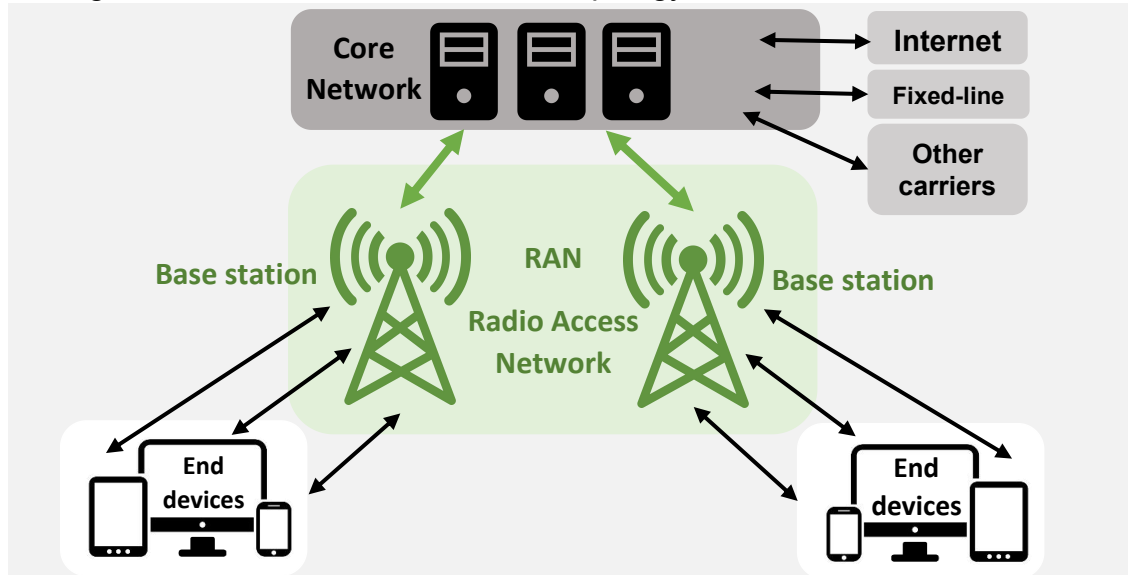 Core
Network
Internet
Fixed-line
Other
carriers
Base station
RAN
Radio Access
Network
Base station
End
devices
End
devices